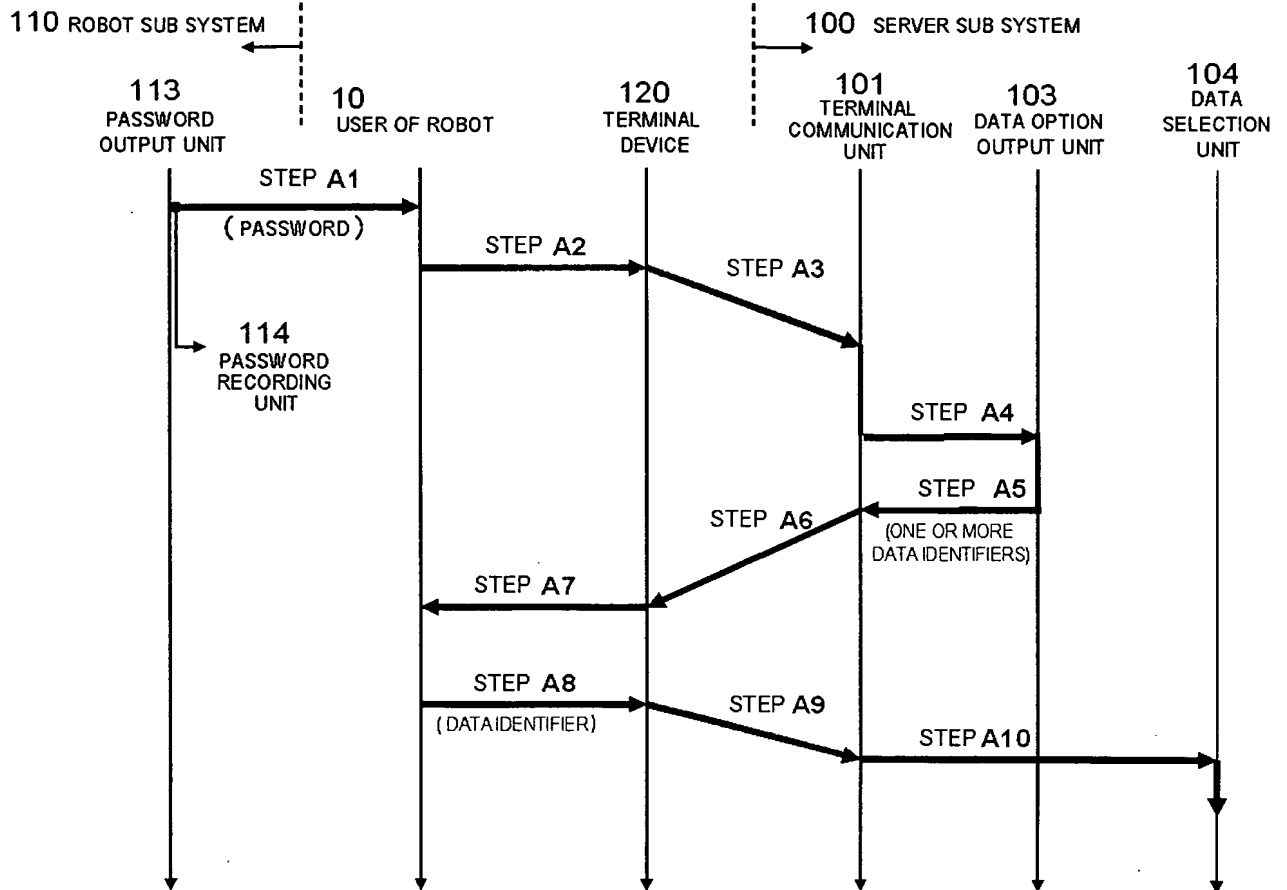 110 ROBOT SUB SYSTEM
100 SERVER SUB SYSTEM
113
PASSWORD
OUTPUT UNIT
10
USER OF ROBOT
120
TERMINAL
DEVICE
101
TERMINAL
COMMUNICATION
UNIT
103
DATA OPTION
OUTPUT UNIT
104
DATA
SELECTION
UNIT
STEP A1
(PASSWORD)
STEP A2
STEP A3
114
PASSWORD
RECORDING
UNIT
STEP A4
STEP A5
(ONE OR MORE
DATA IDENTIFIERS)
STEP A6
STEP A7
STEP A8
(DATA IDENTIFIER)
STEP A9
STEP A10